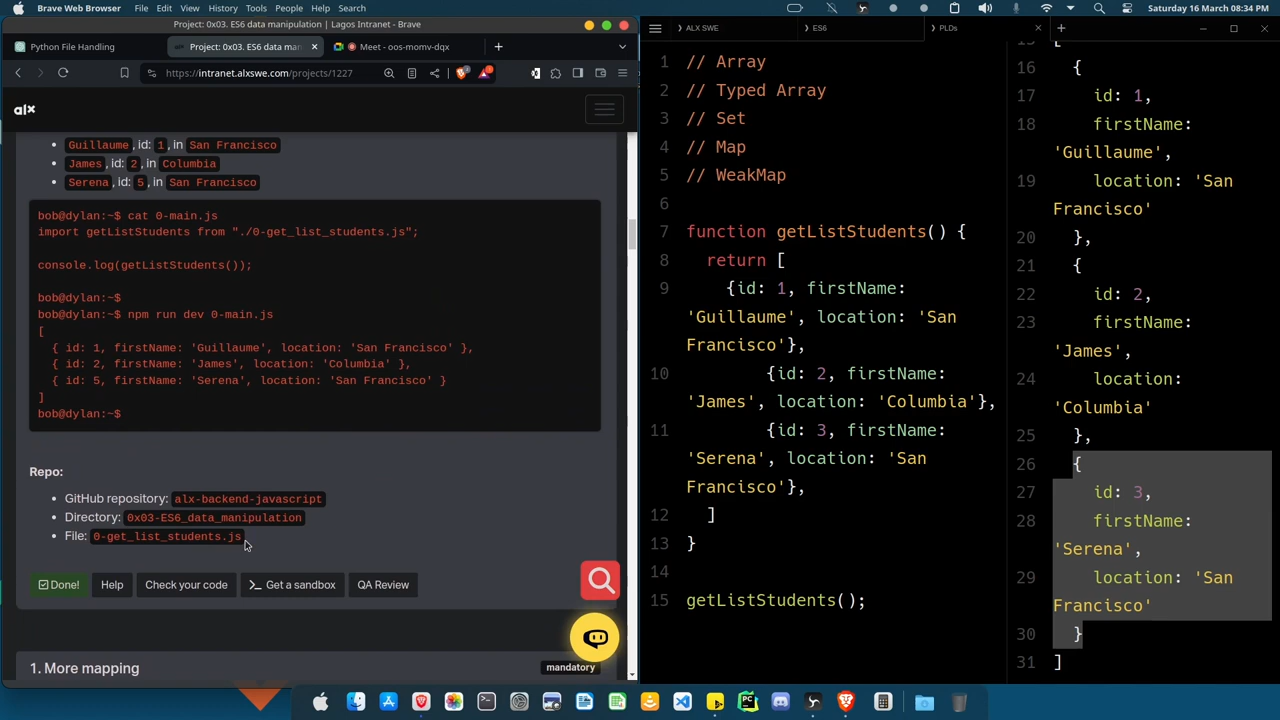 Brave Web Browser File Edit View History Tools People Help Search Saturday 16 March 08:34 PM
Project: 0x03. ES6 data manipulation | Lagos Intranet - Brave
Python File Handling
Project: 0x03. ES6 data man
Meet - oos-momv-dqx
https://intranet.alxswe.com/projects/1227
alx
Guillaume, id: 1, in San Francisco
James, id: 2, in Columbia
Serena, id: 5, in San Francisco
bob@dylan:~$ cat 0-main.js
import getListStudents from "./0-get_list_students.js";
console.log(getListStudents());
bob@dylan:~$
bob@dylan:~$ npm run dev 0-main.js
[
{ id: 1, firstName: 'Guillaume', location: 'San Francisco' },
{ id: 2, firstName: 'James', location: 'Columbia' },
{ id: 5, firstName: 'Serena', location: 'San Francisco' }
]
bob@dylan:~$
Repo:
GitHub repository: alx-backend-javascript
Directory: 0x03-ES6_data_manipulation
File: 0-get_list_students.js
Done! Help Check your code Get a sandbox QA Review
1. More mapping
mandatory
ALX SWE
ES6
PLDs
1 // Array
2 // Typed Array
3 // Set
4 // Map
5 // WeakMap
6
7 function getListStudents() {
8 return [
9 {id: 1, firstName:
'Guillaume', location: 'San
Francisco'},
10 {id: 2, firstName:
'James', location: 'Columbia'},
11 {id: 3, firstName:
'Serena', location: 'San
Francisco'},
12 ]
13 }
14
15 getListStudents();
15 [
16 {
17 id: 1,
18 firstName:
'Guillaume',
19 location: 'San
Francisco'
20 },
21 {
22 id: 2,
23 firstName:
'James',
24 location:
'Columbia'
25 },
26 {
27 id: 3,
28 firstName:
'Serena',
29 location: 'San
Francisco'
30 }
31 ]